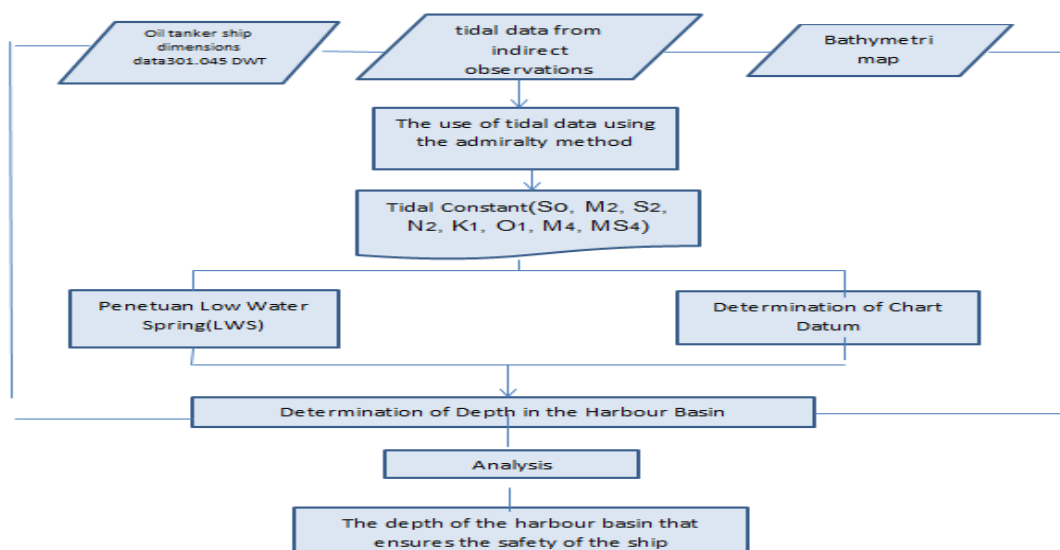 Oil tanker ship
dimensions
data301.045 DWT
tidal data from
indirect
observations
Bathymetri
map
The use of tidal data using
the admiralty method
Tidal Constant(S0, M2, S2,
N2, K1, O1, M4, MS4)
Penetuan Low Water
Spring(LWS)
Determination of Chart
Datum
Determination of Depth in the Harbour Basin
Analysis
The depth of the harbour basin that
ensures the safety of the ship